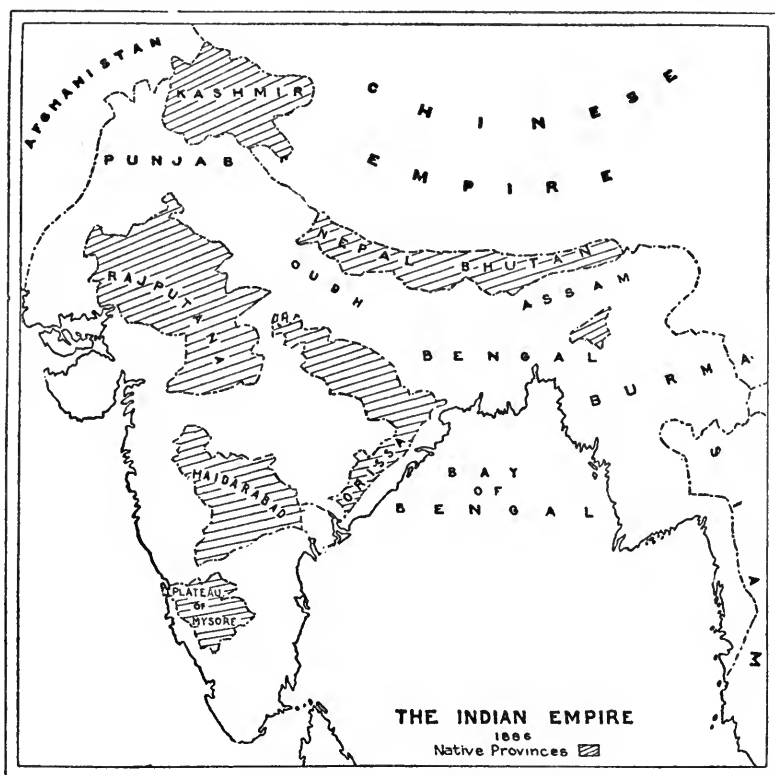 AFGHANISTAN
KASHMIR
CHINESE
EMPIRE
PUNJAB
NEPAL
BHUTAN
OUDH
ASSAM
RAJPUTANA
BENGAL
BURMA
SIAM
ORISSA
HAIDARABAD
BAY
OF
BENGAL
PLATEAU
OF
MYSORE
THE INDIAN EMPIRE
1886
Native Provinces